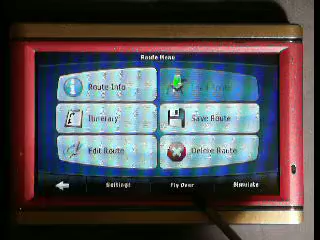 Route Menu
Route Info
Itinerary
Save Route
Edit Route
Delete Route
Settings
Fly Over
Simulate